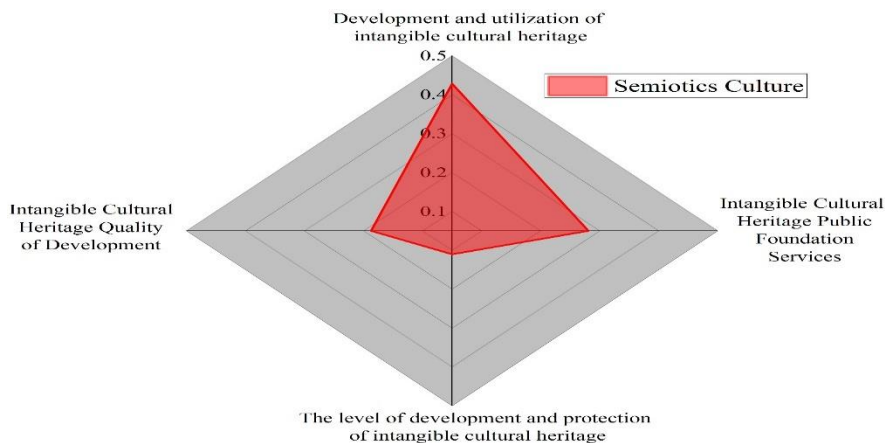 Development and utilization of
intangible cultural heritage
0.5
Semiotics Culture
0.4
0.3
0.2
0.1
Intangible Cultural
Heritage Quality
of Development
Intangible Cultural
Heritage Public
Foundation
Services
The level of development and protection
of intangible cultural heritage